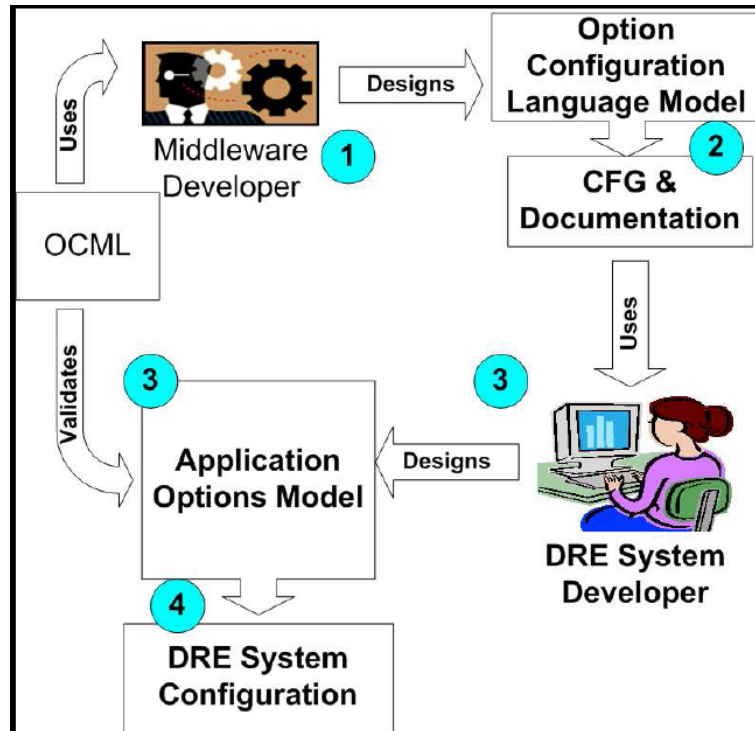 Option
Configuration
Language Model
Designs
Uses
Middleware
Developer
1
2
CFG &
Documentation
OCML
Uses
Validates
3
3
Application
Options Model
Designs
DRE System
Developer
4
DRE System
Configuration